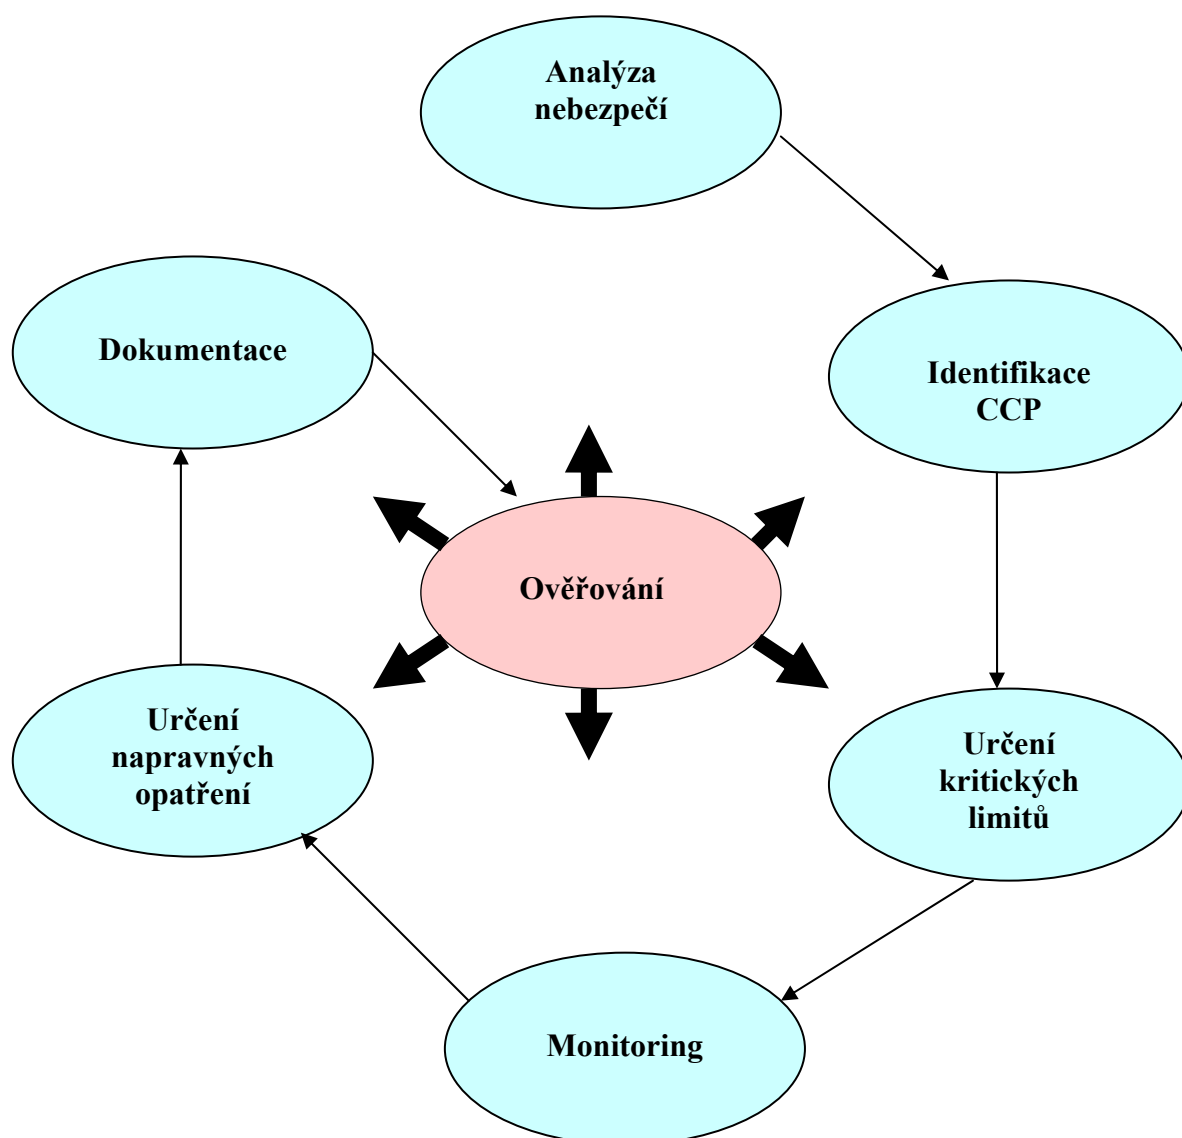 Analýza
nebezpečí
Identifikace
CCP
Určení
kritických
limitů
Monitoring
Určení
napravných
opatření
Dokumentace
Ověřování